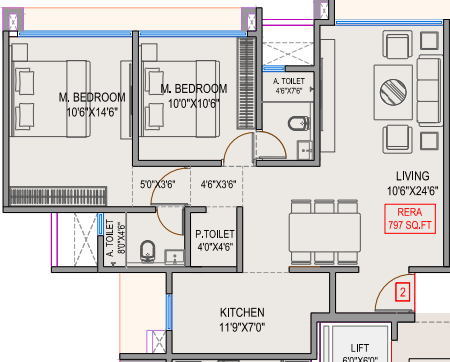 M. BEDROOM
10'6"X14'6"
M. BEDROOM
10'0"X10'6"
A. TOILET
4'6"X7'6"
5'0"X3'6"
4'6"X3'6"
LIVING
10'6"X24'6"
RERA
797 SQ.FT
A. TOILET
8'0"X4'6"
P.TOILET
4'0"X4'6"
2
KITCHEN
11'9"X7'0"
LIFT
6'0"X6'0"